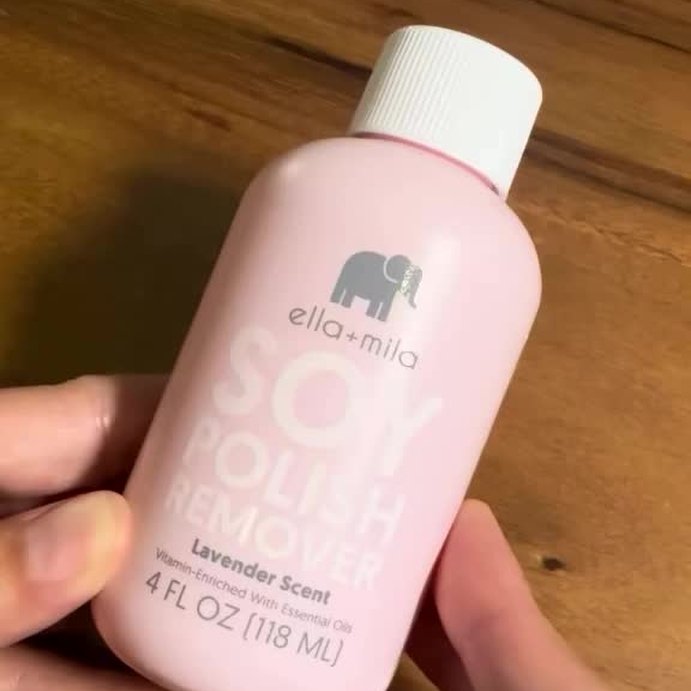 ella+mila
SOY
POLISH
REMOVER
Lavender Scent
Vitamin-Enriched With Essential Oils
4 FL OZ (118 ML)